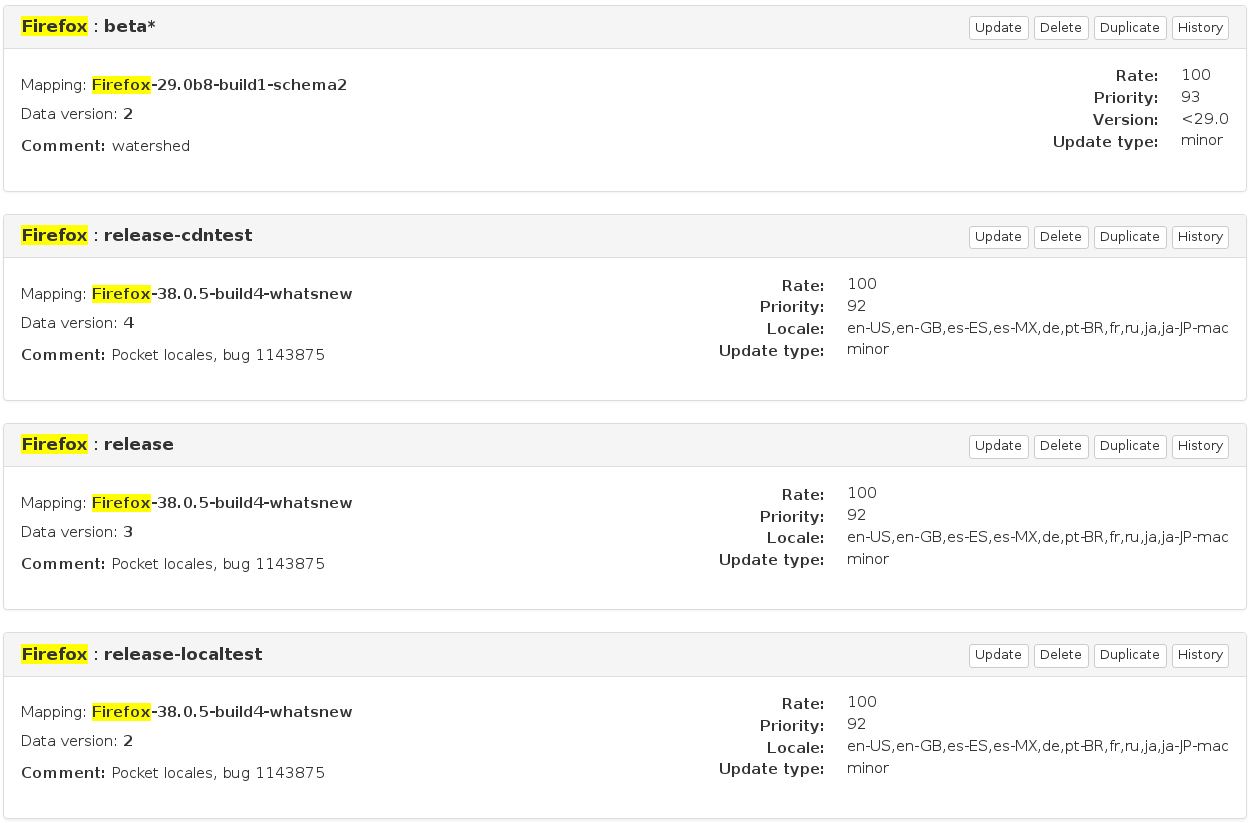 Firefox : beta* Update Delete Duplicate History
Mapping: Firefox-29.0b8-build1-schema2
Data version: 2
Comment: watershed
Rate: 100
Priority: 93
Version: <29.0
Update type: minor
Firefox : release-cdntest Update Delete Duplicate History
Mapping: Firefox-38.0.5-build4-whatsnew
Data version: 4
Comment: Pocket locales, bug 1143875
Rate: 100
Priority: 92
Locale: en-US,en-GB,es-ES,es-MX,de,pt-BR,fr,ru,ja,ja-JP-mac
Update type: minor
Firefox : release Update Delete Duplicate History
Mapping: Firefox-38.0.5-build4-whatsnew
Data version: 3
Comment: Pocket locales, bug 1143875
Rate: 100
Priority: 92
Locale: en-US,en-GB,es-ES,es-MX,de,pt-BR,fr,ru,ja,ja-JP-mac
Update type: minor
Firefox : release-localtest Update Delete Duplicate History
Mapping: Firefox-38.0.5-build4-whatsnew
Data version: 2
Comment: Pocket locales, bug 1143875
Rate: 100
Priority: 92
Locale: en-US,en-GB,es-ES,es-MX,de,pt-BR,fr,ru,ja,ja-JP-mac
Update type: minor